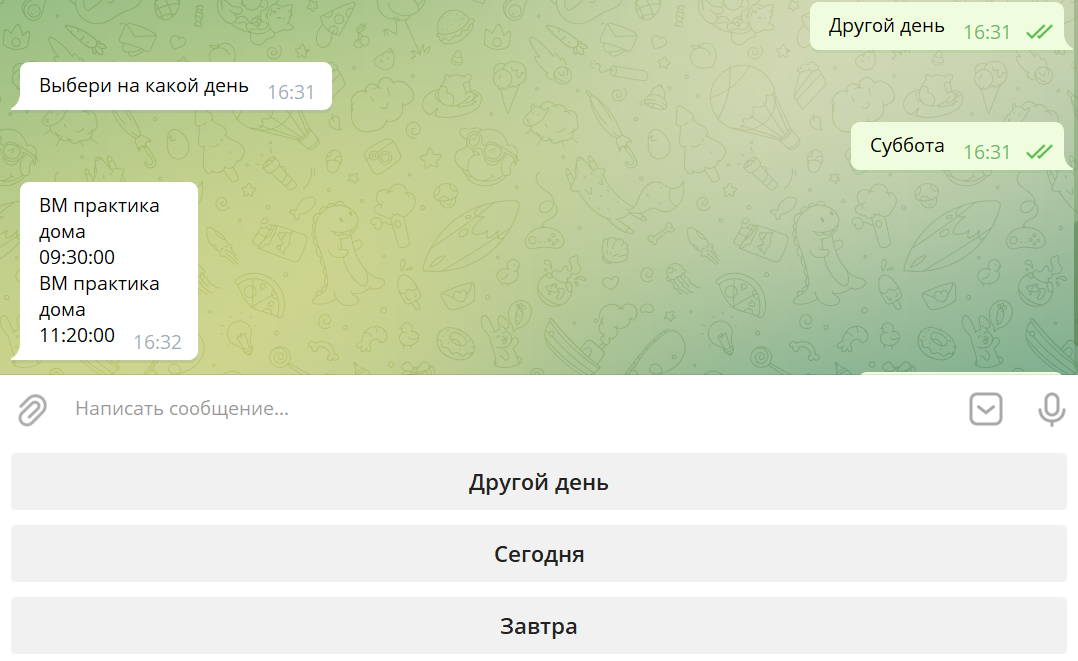 Другой день 16:31
Выбери на какой день 16:31
Суббота 16:31
ВМ практика
дома
09:30:00
ВМ практика
дома
11:20:00 16:32
Написать сообщение...
Другой день
Сегодня
Завтра